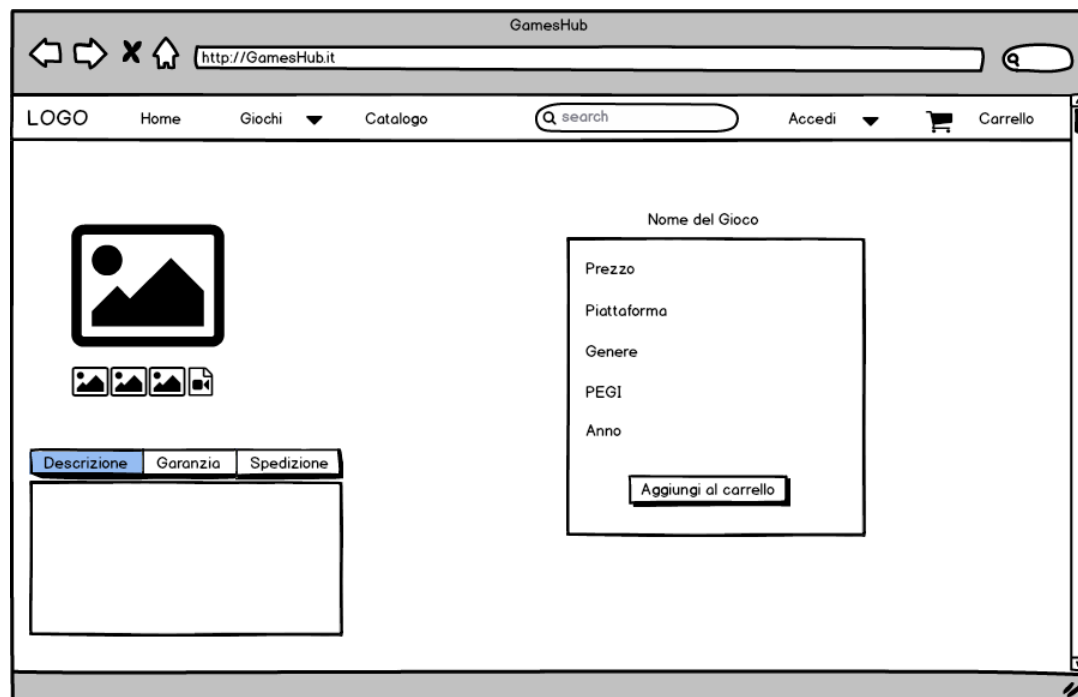 GamesHub
http://GamesHub.it
LOGO Home Giochi Catalogo search Accedi Carrello
Nome del Gioco
Prezzo
Piattaforma
Genere
PEGI
Anno
Aggiungi al carrello
Descrizione Garanzia Spedizione